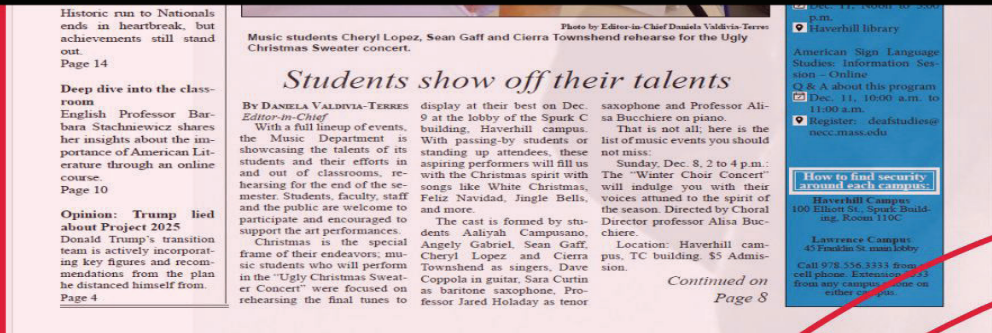 Historic run to Nationals
ends in heartbreak, but
achievements still stand
out.
Page 14
Deep dive into the class-
room
English Professor Bar-
bara Stachniewicz shares
her insights about the im-
portance of American Lit-
erature through an online
course.
Page 10
Opinion: Trump lied
about Project 2025
Donald Trump's transition
team is actively incorporat-
ing key figures and recom-
mendations from the plan
he distanced himself from.
Page 4
Photo by Editor-in-Chief Daniela Valdivia-Terres
Music students Cheryl Lopez, Sean Gaff and Cierra Townshend rehearse for the Ugly
Christmas Sweater concert.
Students show off their talents
By Daniela Valdivia-Terres
Editor-in-Chief
With a full lineup of events,
the Music Department is
showcasing the talents of its
students and their efforts in
and out of classrooms, re-
hearsing for the end of the se-
mester. Students, faculty, staff
and the public are welcome to
participate and encouraged to
support the art performances.
Christmas is the special
frame of their endeavors; mu-
sic students who will perform
in the "Ugly Christmas Sweat-
er Concert" were focused on
rehearsing the final tunes to
display at their best on Dec.
9 at the lobby of the Spurk C
building, Haverhill campus.
With passing-by students or
standing up attendees, these
aspiring performers will fill us
with the Christmas spirit with
songs like White Christmas,
Feliz Navidad, Jingle Bells,
and more.
The cast is formed by stu-
dents Aaliyah Campusano,
Angely Gabriel, Sean Gaff,
Cheryl Lopez and Cierra
Townshend as singers, Dave
Coppola in guitar, Sara Curtin
as baritone saxophone, Pro-
fessor Jared Holaday as tenor
saxophone and Professor Ali-
sa Bucchiere on piano.
That is not all; here is the
list of music events you should
not miss:
Sunday, Dec. 8, 2 to 4 p.m.:
The "Winter Choir Concert"
will indulge you with their
voices attuned to the spirit of
the season. Directed by Choral
Director professor Alisa Buc-
chiere.
Location: Haverhill cam-
pus, TC building. $5 Admis-
sion.
Continued on
Page 8
Dec. 11, Noon to 3:00
p.m.
Haverhill library
American Sign Language
Studies: Information Ses-
sion – Online
Q & A about this program
Dec. 11, 10:00 a.m. to
11:00 a.m.
Register: deafstudies@
necc.mass.edu
How to find security
around each campus:
Haverhill Campus
100 Elliott St., Spurk Build-
ing, Room 110C
Lawrence Campus
45 Franklin St. main lobby
Call 978.556.3333 from
cell phone. Extension 3333
from any campus phone on
either campus.